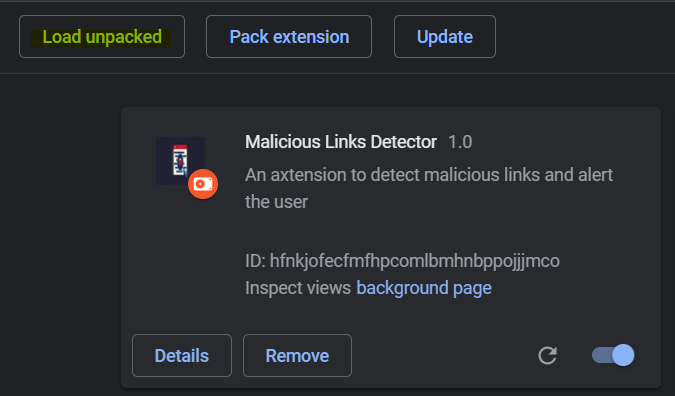 Load unpacked
Pack extension
Update
Malicious Links Detector 1.0
An axtension to detect malicious links and alert
the user
ID: hfnkjofecfmfhpcomlbmhnbppojjjmco
Inspect views background page
Details
Remove